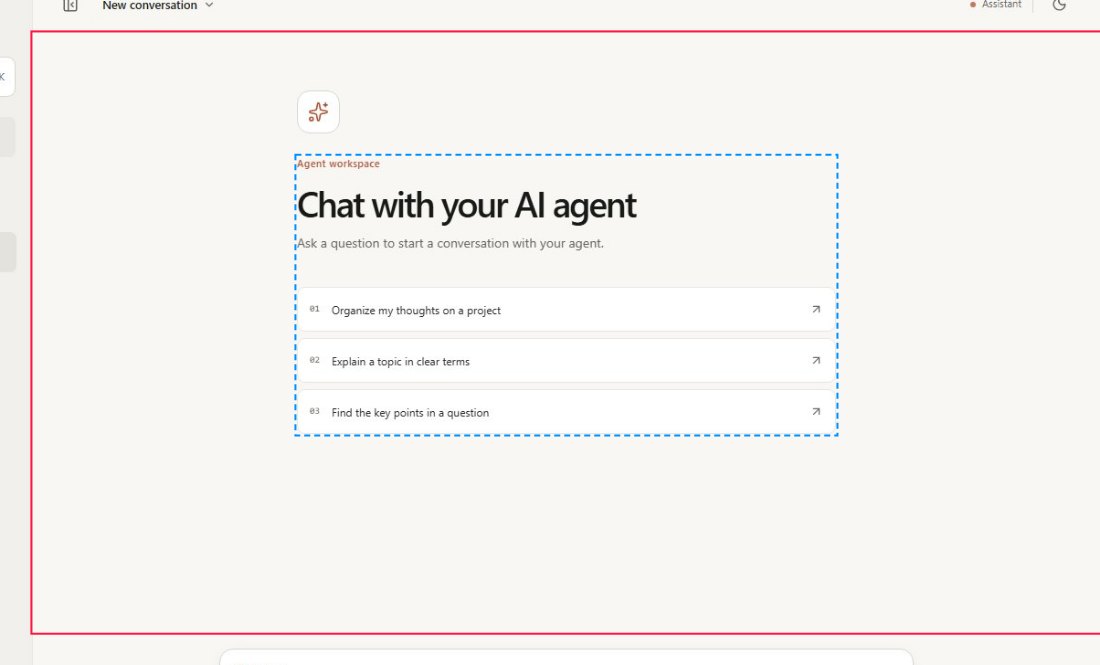 New conversation
Assistant
K
Agent workspace
Chat with your AI agent
Ask a question to start a conversation with your agent.
01 Organize my thoughts on a project
02 Explain a topic in clear terms
03 Find the key points in a question